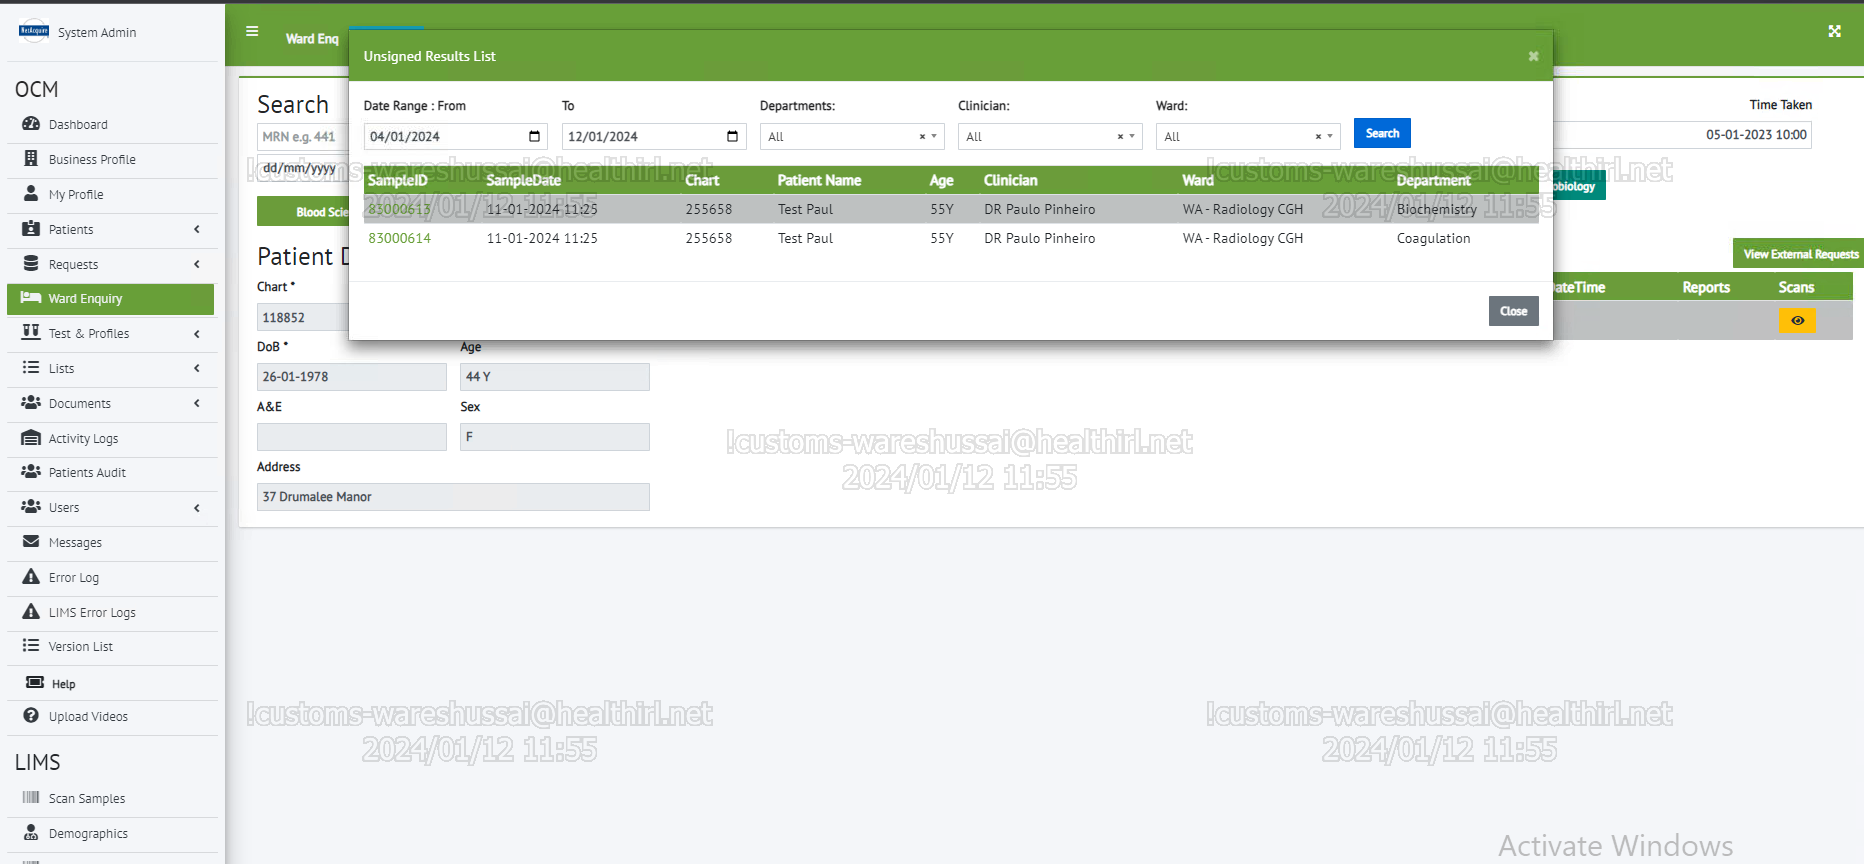 NetAcquire
System Admin
OCM
Dashboard
Business Profile
My Profile
Patients
Requests
Ward Enquiry
Test & Profiles
Lists
Documents
Activity Logs
Patients Audit
Users
Messages
Error Log
LIMS Error Logs
Version List
Help
Upload Videos
LIMS
Scan Samples
Demographics
Ward Enq
Unsigned Results List
Date Range : From
To
Departments:
Clinician:
Ward:
04/01/2024
12/01/2024
All
All
All
Search
SampleID SampleDate Chart Patient Name Age Clinician Ward Department
83000613 11-01-2024 11:25 255658 Test Paul 55Y DR Paulo Pinheiro WA - Radiology CGH Biochemistry
83000614 11-01-2024 11:25 255658 Test Paul 55Y DR Paulo Pinheiro WA - Radiology CGH Coagulation
Close
Search
MRN e.g. 441
dd/mm/yyyy
Blood Scie
Time Taken
05-01-2023 10:00
obiology
View External Requests
DateTime Reports Scans
Patient D
Chart *
118852
DoB *
Age
26-01-1978
44 Y
A&E
Sex
F
Address
37 Drumalee Manor
!customs-wareshussai@healthirl.net
2024/01/12 11:55
!customs-wareshussai@healthirl.net
2024/01/12 11:55
!customs-wareshussai@healthirl.net
2024/01/12 11:55
!customs-wareshussai@healthirl.net
2024/01/12 11:55
!customs-wareshussai@healthirl.net
2024/01/12 11:55
Activate Windows